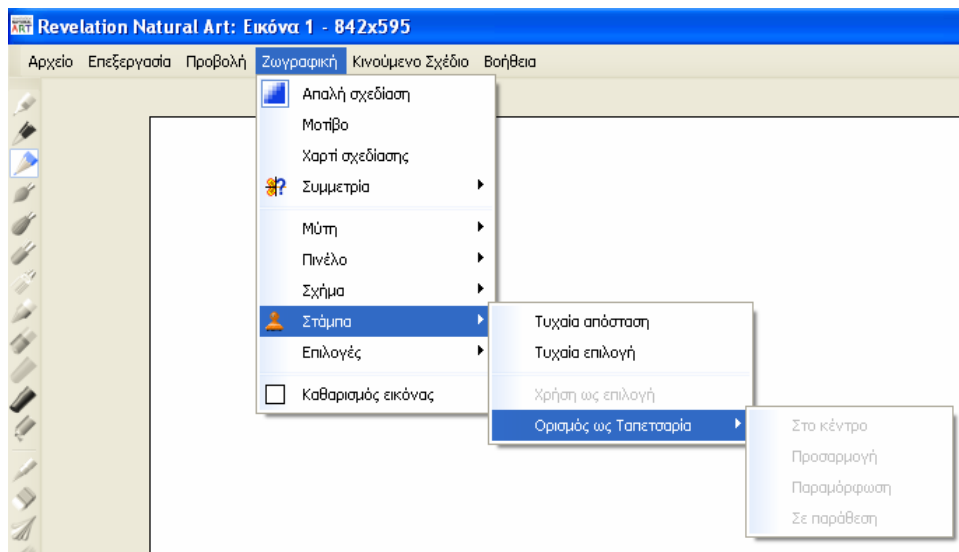 Revelation Natural Art: Εικόνα 1 - 842x595
Αρχείο Επεξεργασία Προβολή Ζωγραφική Κινούμενο Σχέδιο Βοήθεια
Απαλή σχεδίαση
Μοτίβο
Χαρτί σχεδίασης
Συμμετρία
Μύτη
Πινέλο
Σχήμα
Στάμπα
Επιλογές
Καθαρισμός εικόνας
Τυχαία απόσταση
Τυχαία επιλογή
Χρήση ως επιλογή
Ορισμός ως Ταπετσαρία
Στο κέντρο
Προσαρμογή
Παραμόρφωση
Σε παράθεση